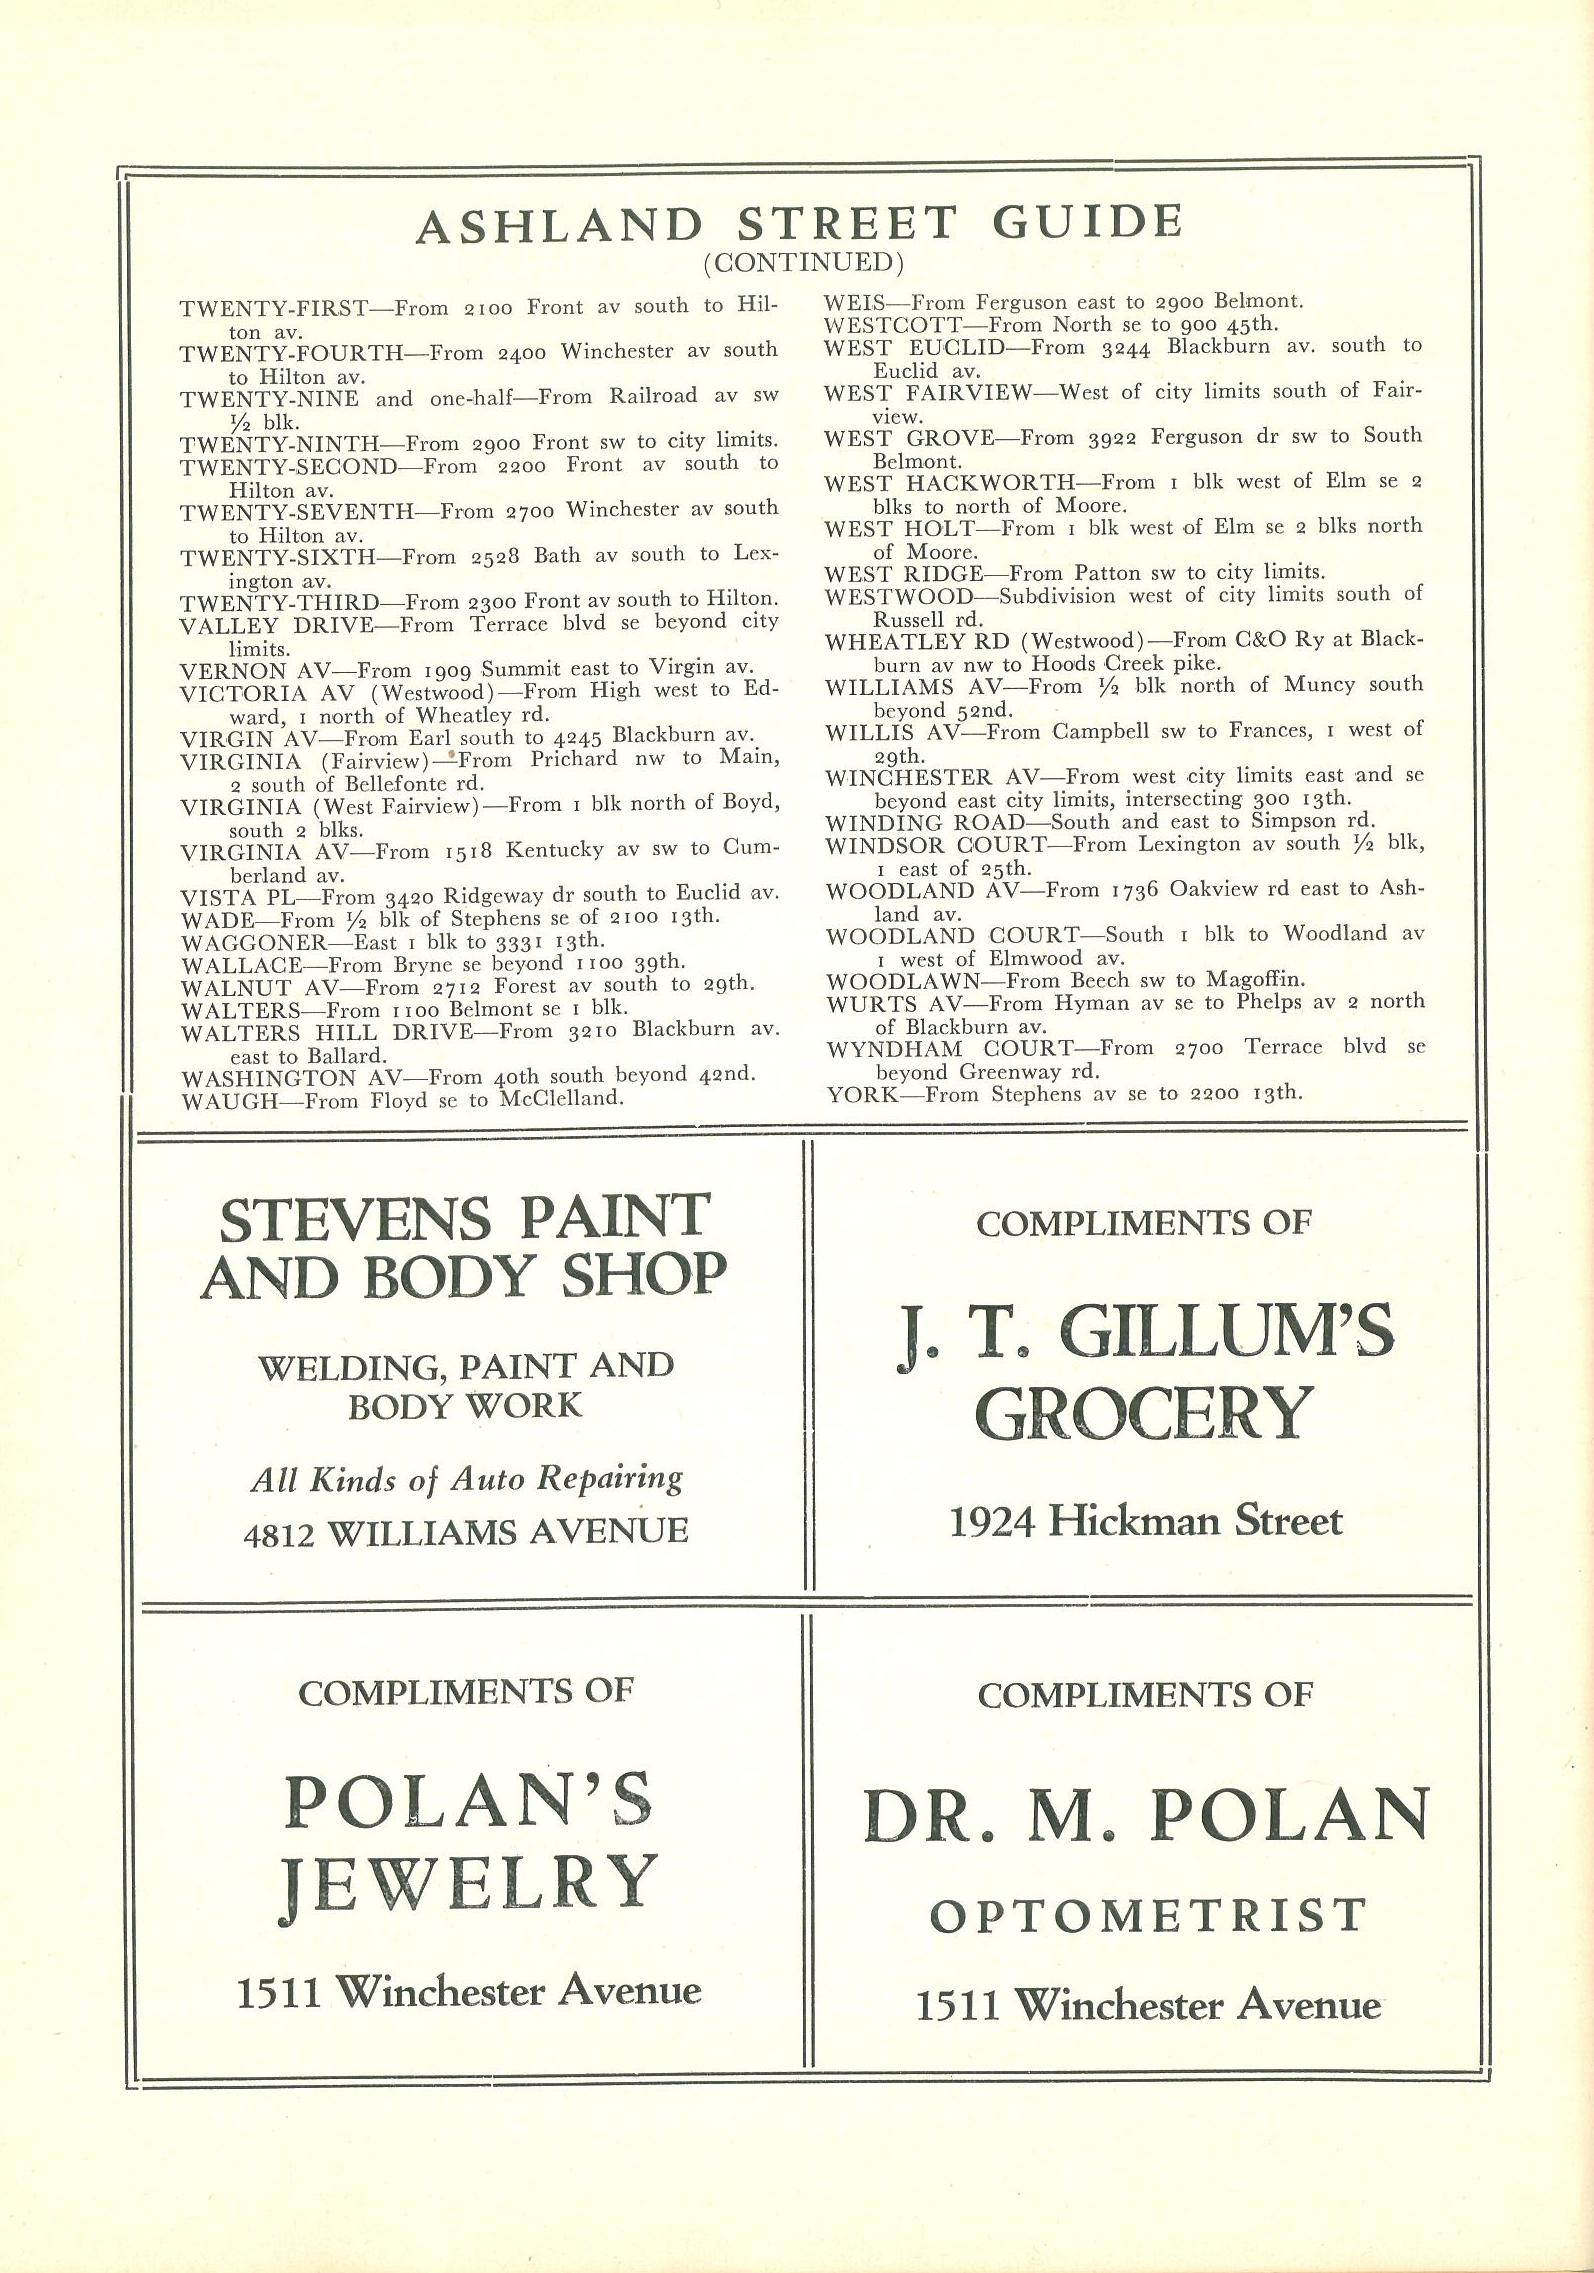 ASHLAND STREET GUIDE
(CONTINUED)
TWENTY-FIRST—From 2100 Front av south to Hil-
ton av.
TWENTY-FOURTH—From 2400 Winchester av south
to Hilton av.
TWENTY-NINE and one-half—From Railroad av sw
½ blk.
TWENTY-NINTH—From 2900 Front sw to city limits.
TWENTY-SECOND—From 2200 Front av south to
Hilton av.
TWENTY-SEVENTH—From 2700 Winchester av south
to Hilton av.
TWENTY-SIXTH—From 2528 Bath av south to Lex-
ington av.
TWENTY-THIRD—From 2300 Front av south to Hilton.
VALLEY DRIVE—From Terrace blvd se beyond city
limits.
VERNON AV—From 1909 Summit east to Virgin av.
VICTORIA AV (Westwood)—From High west to Ed-
ward, 1 north of Wheatley rd.
VIRGIN AV—From Earl south to 4245 Blackburn av.
VIRGINIA (Fairview)—From Prichard nw to Main,
2 south of Bellefonte rd.
VIRGINIA (West Fairview)—From 1 blk north of Boyd,
south 2 blks.
VIRGINIA AV—From 1518 Kentucky av sw to Cum-
berland av.
VISTA PL—From 3420 Ridgeway dr south to Euclid av.
WADE—From ½ blk of Stephens se of 2100 13th.
WAGGONER—East 1 blk to 3331 13th.
WALLACE—From Bryne se beyond 1100 39th.
WALNUT AV—From 2712 Forest av south to 29th.
WALTERS—From 1100 Belmont se 1 blk.
WALTERS HILL DRIVE—From 3210 Blackburn av.
east to Ballard.
WASHINGTON AV—From 40th south beyond 42nd.
WAUGH—From Floyd se to McClelland.
WEIS—From Ferguson east to 2900 Belmont.
WESTCOTT—From North se to 900 45th.
WEST EUCLID—From 3244 Blackburn av. south to
Euclid av.
WEST FAIRVIEW—West of city limits south of Fair-
view.
WEST GROVE—From 3922 Ferguson dr sw to South
Belmont.
WEST HACKWORTH—From 1 blk west of Elm se 2
blks to north of Moore.
WEST HOLT—From 1 blk west of Elm se 2 blks north
of Moore.
WEST RIDGE—From Patton sw to city limits.
WESTWOOD—Subdivision west of city limits south of
Russell rd.
WHEATLEY RD (Westwood)—From C&O Ry at Black-
burn av nw to Hoods Creek pike.
WILLIAMS AV—From ½ blk north of Muncy south
beyond 52nd.
WILLIS AV—From Campbell sw to Frances, 1 west of
29th.
WINCHESTER AV—From west city limits east and se
beyond east city limits, intersecting 300 13th.
WINDING ROAD—South and east to Simpson rd.
WINDSOR COURT—From Lexington av south ½ blk,
1 east of 25th.
WOODLAND AV—From 1736 Oakview rd east to Ash-
land av.
WOODLAND COURT—South 1 blk to Woodland av
1 west of Elmwood av.
WOODLAWN—From Beech sw to Magoffin.
WURTS AV—From Hyman av se to Phelps av 2 north
of Blackburn av.
WYNDHAM COURT—From 2700 Terrace blvd se
beyond Greenway rd.
YORK—From Stephens av se to 2200 13th.
STEVENS PAINT
AND BODY SHOP
WELDING, PAINT AND
BODY WORK
All Kinds of Auto Repairing
4812 WILLIAMS AVENUE
COMPLIMENTS OF
J. T. GILLUM'S
GROCERY
1924 Hickman Street
COMPLIMENTS OF
POLAN'S
JEWELRY
1511 Winchester Avenue
COMPLIMENTS OF
DR. M. POLAN
OPTOMETRIST
1511 Winchester Avenue